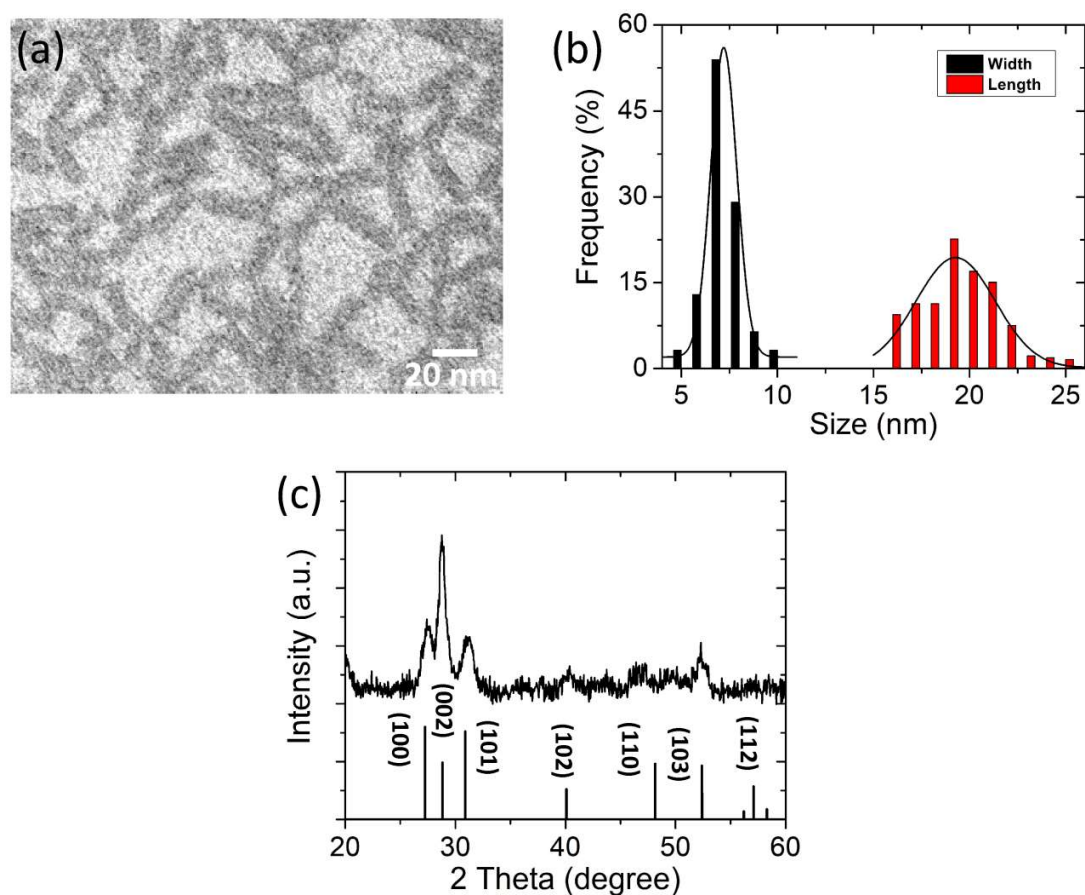 (a)
20 nm
(b)
60
45
30
15
0
Frequency (%)
Width
Length
5
10
15
20
25
Size (nm)
(c)
Intensity (a.u.)
(100)
(002)
(101)
(102)
(110)
(103)
(112)
20
30
40
50
60
2 Theta (degree)